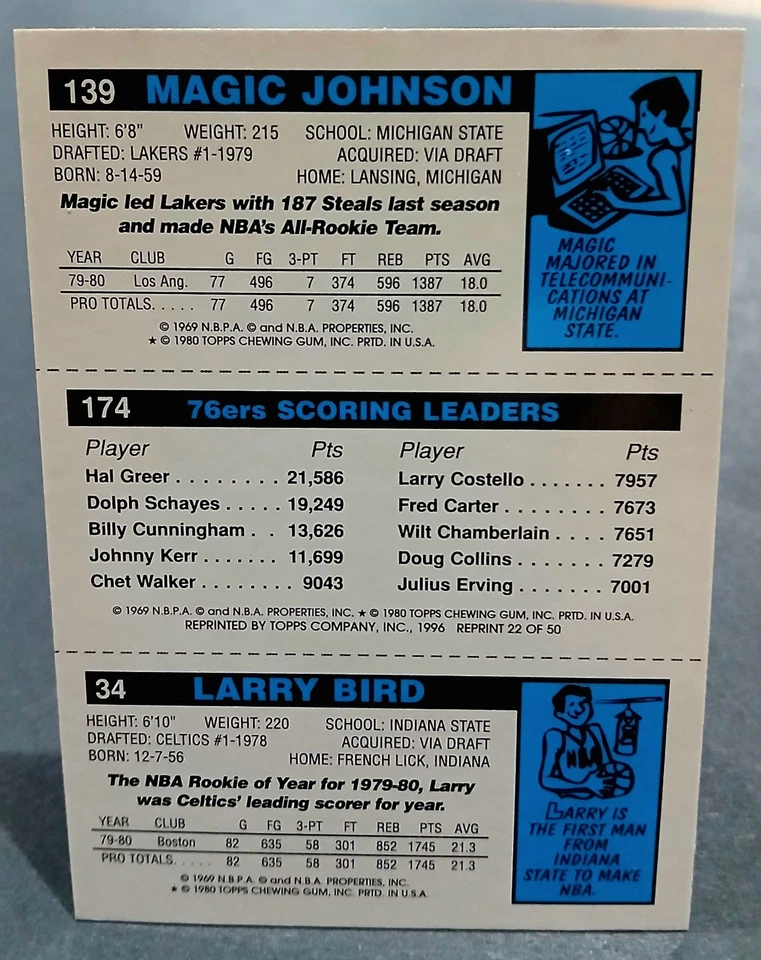 139 MAGIC JOHNSON
HEIGHT: 6'8" WEIGHT: 215 SCHOOL: MICHIGAN STATE
DRAFTED: LAKERS #1-1979 ACQUIRED: VIA DRAFT
BORN: 8-14-59 HOME: LANSING, MICHIGAN
Magic led Lakers with 187 Steals last season
and made NBA's All-Rookie Team.
YEAR CLUB G FG 3-PT FT REB PTS AVG
79-80 Los Ang. 77 496 7 374 596 1387 18.0
PRO TOTALS. . . . . 77 496 7 374 596 1387 18.0
© 1969 N.B.P.A. © and N.B.A. PROPERTIES, INC.
★ © 1980 TOPPS CHEWING GUM, INC. PRTD. IN U.S.A.
MAGIC
MAJORED IN
TELECOMMUNI-
CATIONS AT
MICHIGAN
STATE.
174 76ers SCORING LEADERS
Player Pts Player Pts
Hal Greer . . . . . . . . 21,586 Larry Costello . . . . . . . 7957
Dolph Schayes . . . . . 19,249 Fred Carter . . . . . . . . 7673
Billy Cunningham . . 13,626 Wilt Chamberlain . . . . 7651
Johnny Kerr . . . . . . . 11,699 Doug Collins . . . . . . . 7279
Chet Walker . . . . . . . . 9043 Julius Erving . . . . . . . 7001
© 1969 N.B.P.A. © and N.B.A. PROPERTIES, INC. ★ © 1980 TOPPS CHEWING GUM, INC. PRTD. IN U.S.A.
REPRINTED BY TOPPS COMPANY, INC., 1996 REPRINT 22 OF 50
34 LARRY BIRD
HEIGHT: 6'10" WEIGHT: 220 SCHOOL: INDIANA STATE
DRAFTED: CELTICS #1-1978 ACQUIRED: VIA DRAFT
BORN: 12-7-56 HOME: FRENCH LICK, INDIANA
The NBA Rookie of Year for 1979-80, Larry
was Celtics' leading scorer for year.
YEAR CLUB G FG 3-PT FT REB PTS AVG
79-80 Boston 82 635 58 301 852 1745 21.3
PRO TOTALS. . . . . 82 635 58 301 852 1745 21.3
© 1969 N.B.P.A. © and N.B.A. PROPERTIES, INC.
★ © 1980 TOPPS CHEWING GUM, INC. PRTD. IN U.S.A.
NBA
LARRY IS
THE FIRST MAN
FROM
INDIANA
STATE TO MAKE
NBA.